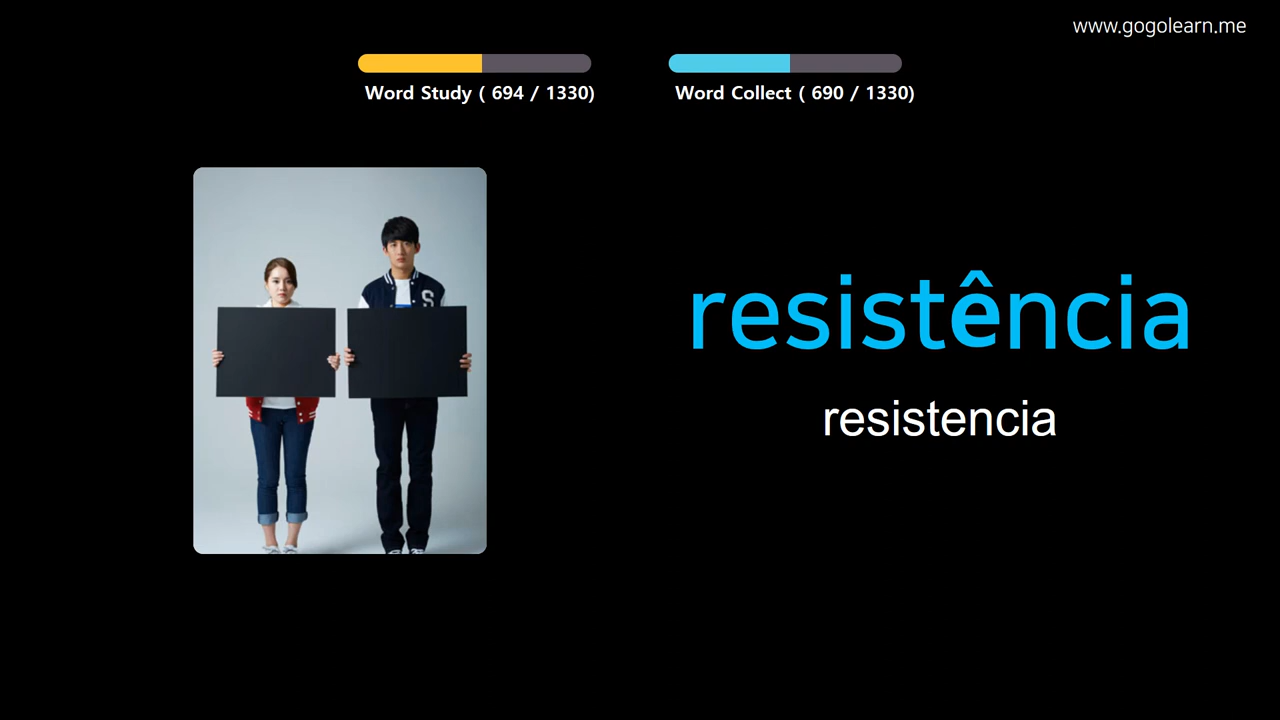 www.gogolearn.me
Word Study ( 694 / 1330)
Word Collect ( 690 / 1330)
S
resistência
resistencia